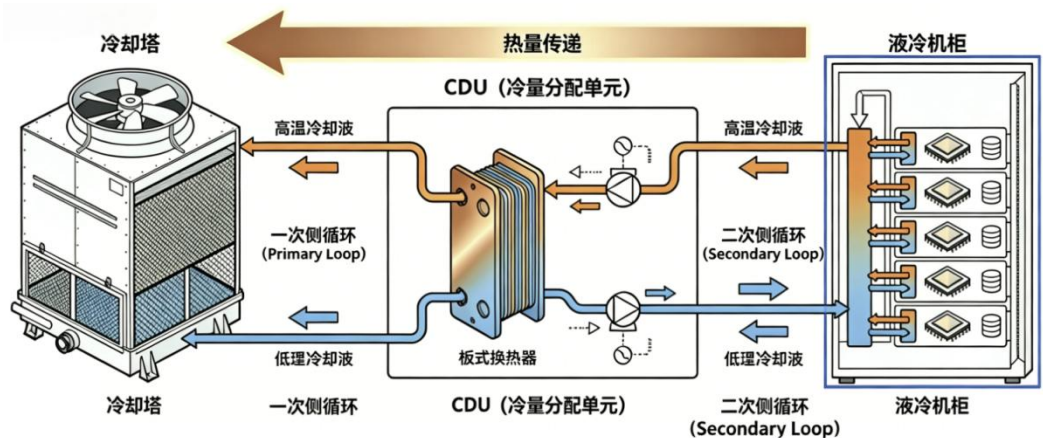 冷却塔
热量传递
液冷机柜
CDU（冷量分配单元）
高温冷却液
高温冷却液
一次侧循环
(Primary Loop)
二次侧循环
(Secondary Loop)
低理冷却液
板式换热器
低理冷却液
冷却塔
一次侧循环
CDU（冷量分配单元）
二次侧循环
(Secondary Loop)
液冷机柜